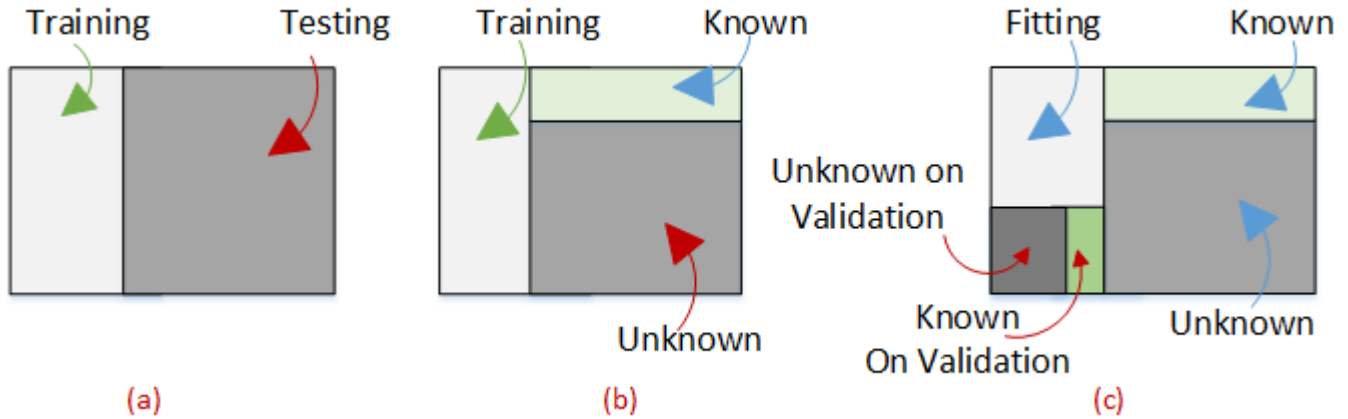 Training
Testing
Training
Known
Fitting
Known
Unknown on
Validation
Unknown
Known
On Validation
Unknown
(a)
(b)
(c)